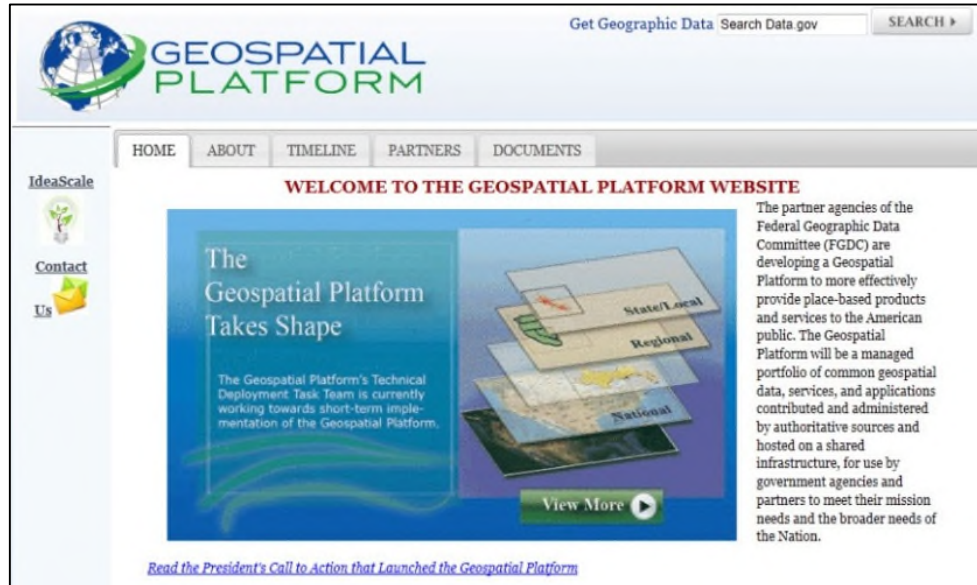 Get Geographic Data Search Data.gov SEARCH
GEOSPATIAL
PLATFORM
HOME ABOUT TIMELINE PARTNERS DOCUMENTS
IdeaScale
Contact
Us
WELCOME TO THE GEOSPATIAL PLATFORM WEBSITE
The
Geospatial Platform
Takes Shape
The Geospatial Platform's Technical
Deployment Task Team is currently
working towards short-term imple-
mentation of the Geospatial Platform.
State/Local
Regional
National
View More
The partner agencies of the
Federal Geographic Data
Committee (FGDC) are
developing a Geospatial
Platform to more effectively
provide place-based products
and services to the American
public. The Geospatial
Platform will be a managed
portfolio of common geospatial
data, services, and applications
contributed and administered
by authoritative sources and
hosted on a shared
infrastructure, for use by
government agencies and
partners to meet their mission
needs and the broader needs of
the Nation.
Read the President's Call to Action that Launched the Geospatial Platform